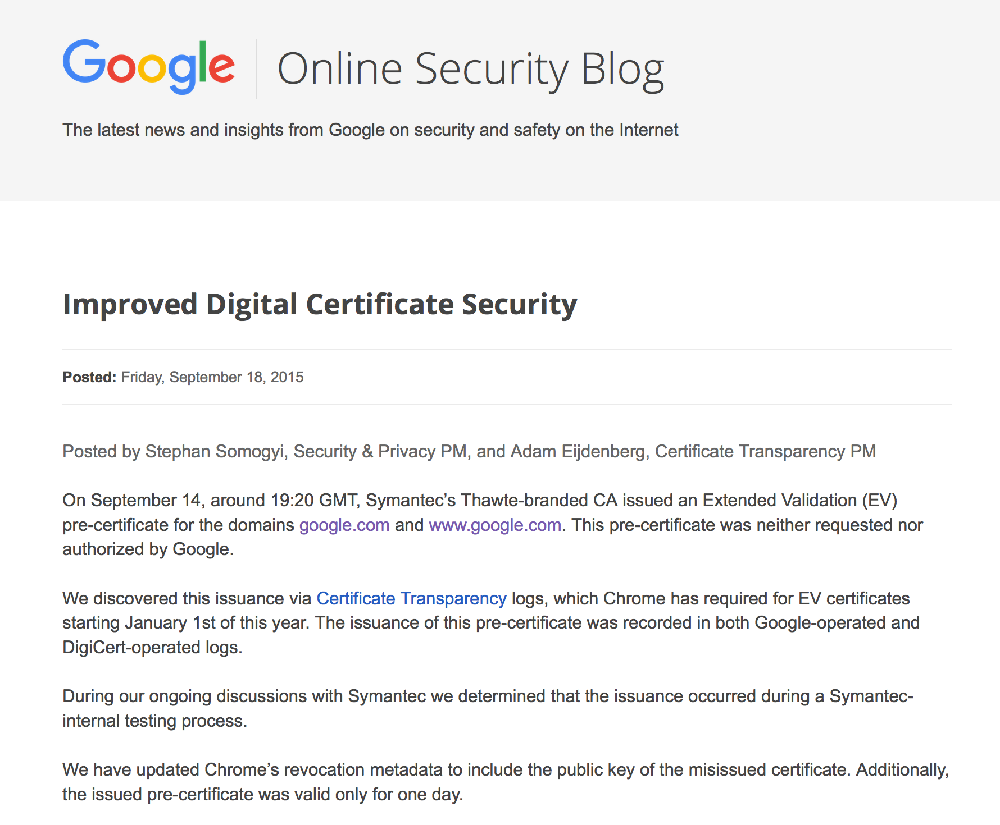 Google Online Security Blog
The latest news and insights from Google on security and safety on the Internet
Improved Digital Certificate Security
Posted: Friday, September 18, 2015
Posted by Stephan Somogyi, Security & Privacy PM, and Adam Eijdenberg, Certificate Transparency PM
On September 14, around 19:20 GMT, Symantec’s Thawte-branded CA issued an Extended Validation (EV)
pre-certificate for the domains google.com and www.google.com. This pre-certificate was neither requested nor
authorized by Google.
We discovered this issuance via Certificate Transparency logs, which Chrome has required for EV certificates
starting January 1st of this year. The issuance of this pre-certificate was recorded in both Google-operated and
DigiCert-operated logs.
During our ongoing discussions with Symantec we determined that the issuance occurred during a Symantec-
internal testing process.
We have updated Chrome’s revocation metadata to include the public key of the misissued certificate. Additionally,
the issued pre-certificate was valid only for one day.